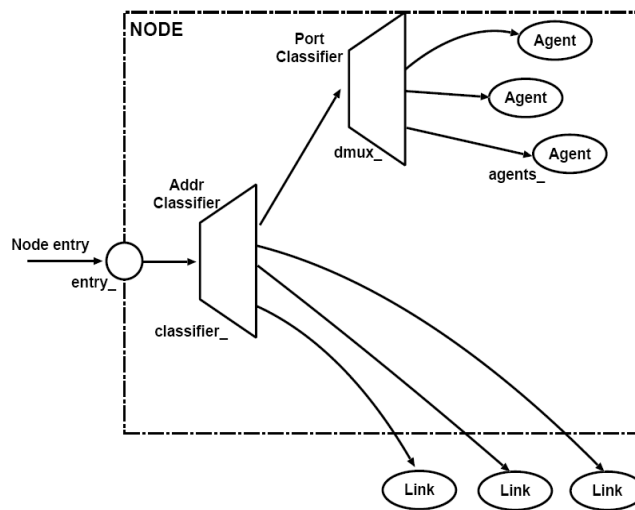 NODE
Port
Classifier
Agent
Agent
Agent
dmux_
agents_
Addr
Classifier
Node entry
entry_
classifier_
Link
Link
Link